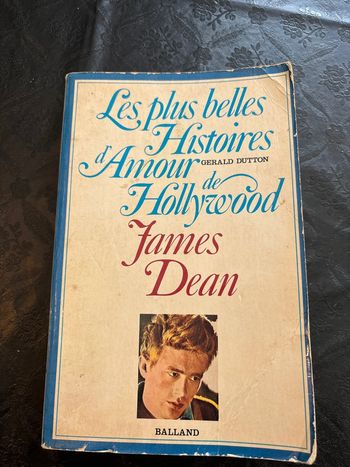 Les plus belles
Histoires
d'Amour GERALD DUTTON
de
Hollywood
James
Dean
BALLAND